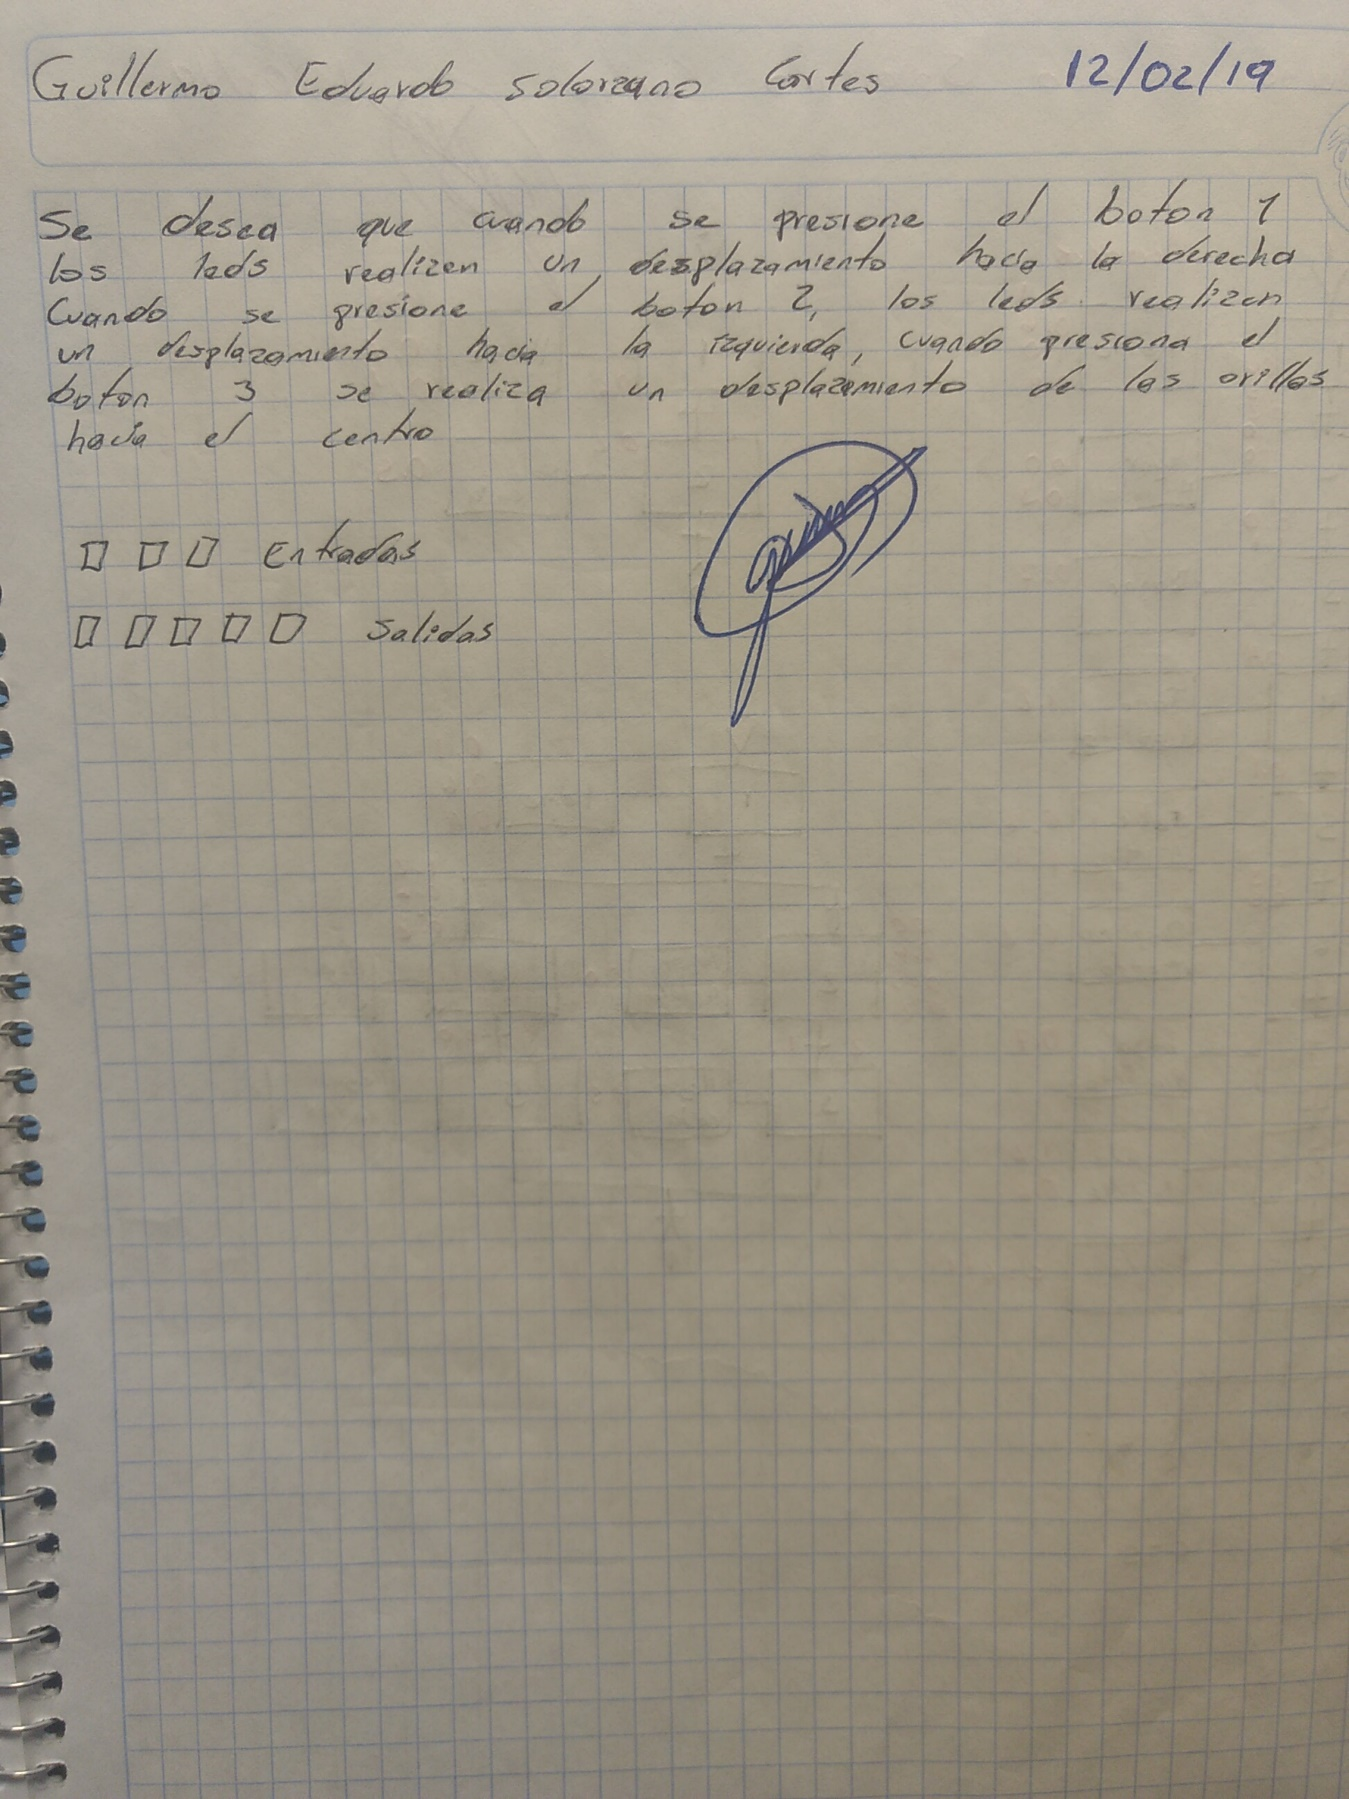 Guillermo Eduardo Solorzano Cortes 12/02/19
Se desea que cuando se presione el boton 1
los leds realizen un desplazamiento hacia la derecha
Cuando se presione el boton 2, los leds realizen
un desplazamiento hacia la izquierda, cuando presiona el
boton 3 se realiza un desplazamiento de las orillas
hacia el centro
Entradas
Salidas